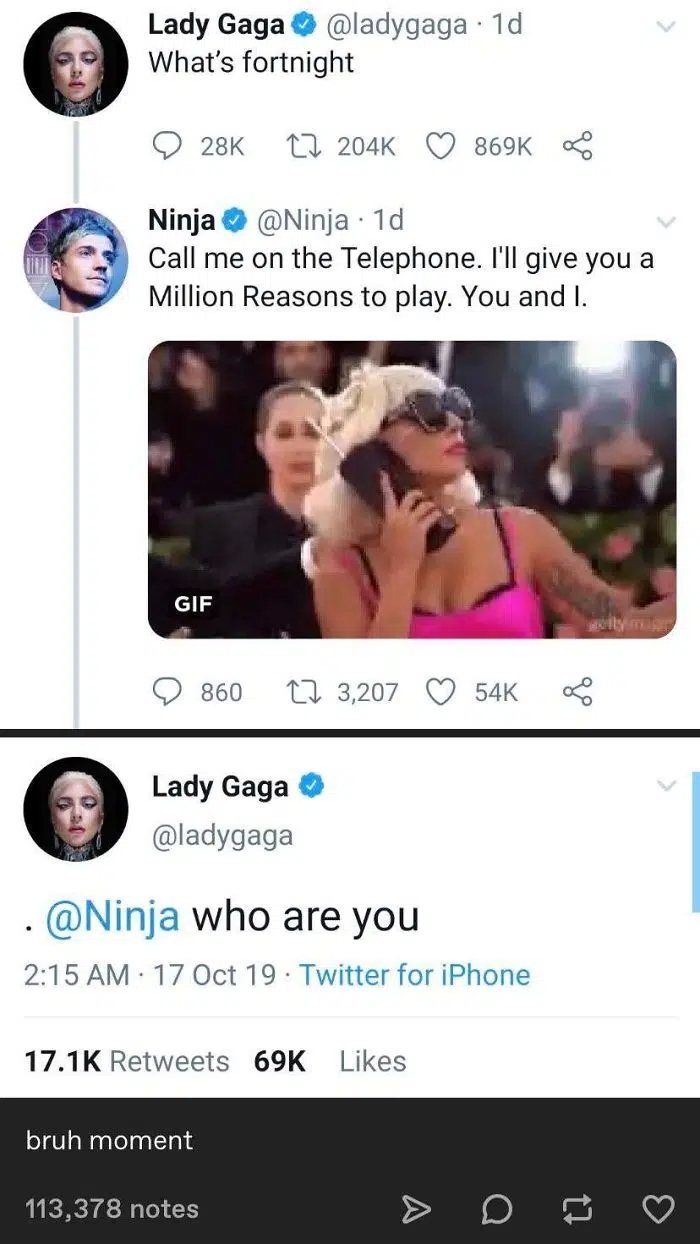 Lady Gaga @ladygaga · 1d
What's fortnight
28K 204K 869K
Ninja @Ninja · 1d
Call me on the Telephone. I'll give you a
Million Reasons to play. You and I.
GIF
gettyimages
860 3,207 54K
Lady Gaga
@ladygaga
. @Ninja who are you
2:15 AM · 17 Oct 19 · Twitter for iPhone
17.1K Retweets 69K Likes
bruh moment
113,378 notes